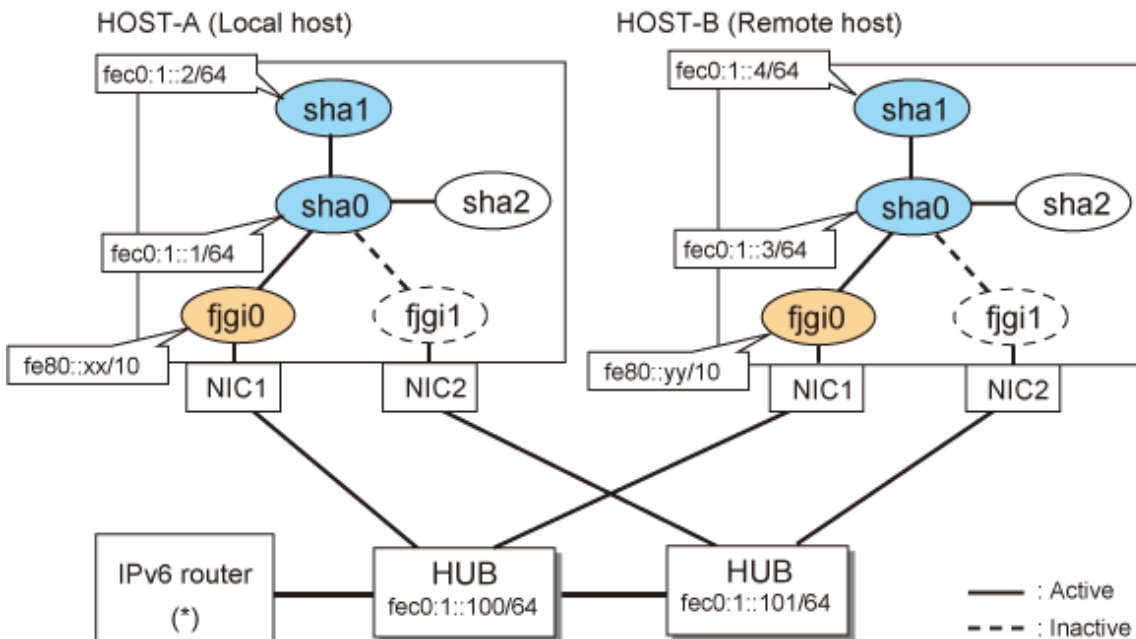 HOST-A (Local host)
HOST-B (Remote host)
fec0:1::2/64
sha1
fec0:1::4/64
sha1
sha0
sha2
sha0
sha2
fec0:1::1/64
fec0:1::3/64
fjgi0
fjgi1
fjgi0
fjgi1
fe80::xx/10
fe80::yy/10
NIC1
NIC2
NIC1
NIC2
IPv6 router
(*)
HUB
fec0:1::100/64
HUB
fec0:1::101/64
: Active
: Inactive